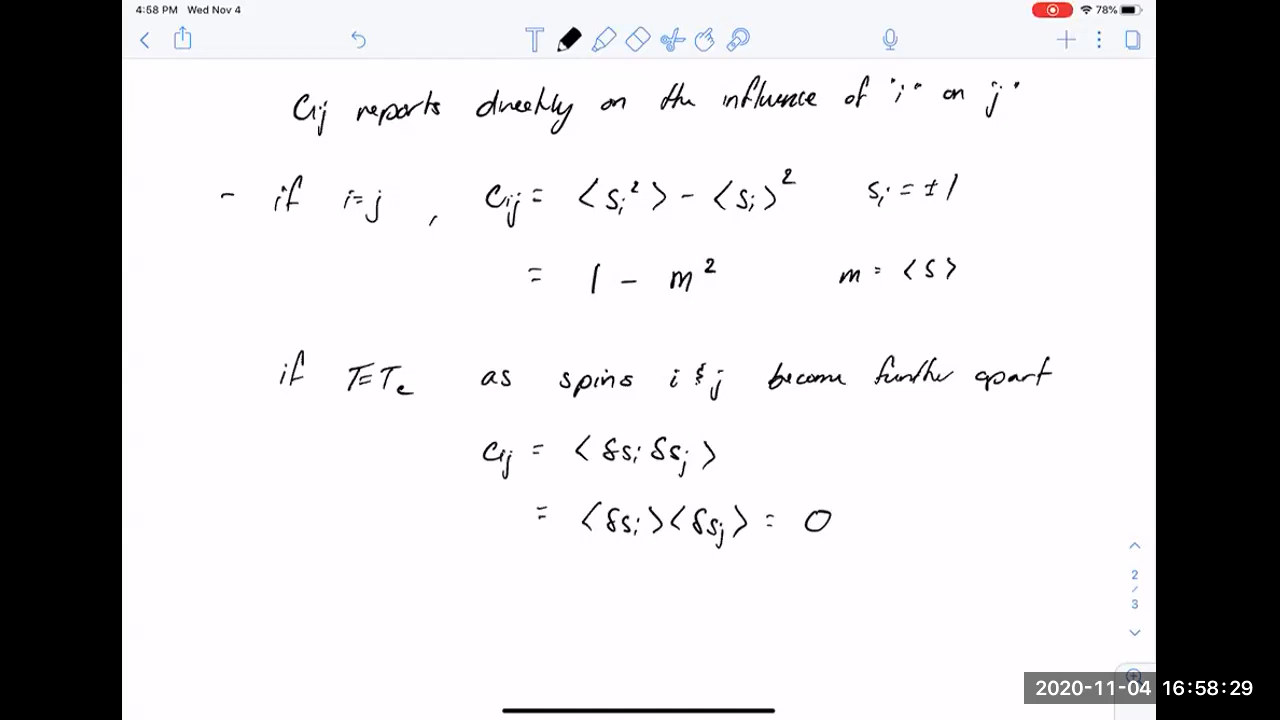 4:58 PM Wed Nov 4
78%
Cij reports directly on the influence of "i" on "j"
- if i=j , Cij = ⟨si²⟩ - ⟨si⟩² si = ±1
= 1 - m² m = ⟨s⟩
if T=Tc as spins i & j become further apart
Cij = ⟨δsi δsj⟩
= ⟨δsi⟩⟨δsj⟩ = 0
2
/
3
2020-11-04 16:58:29